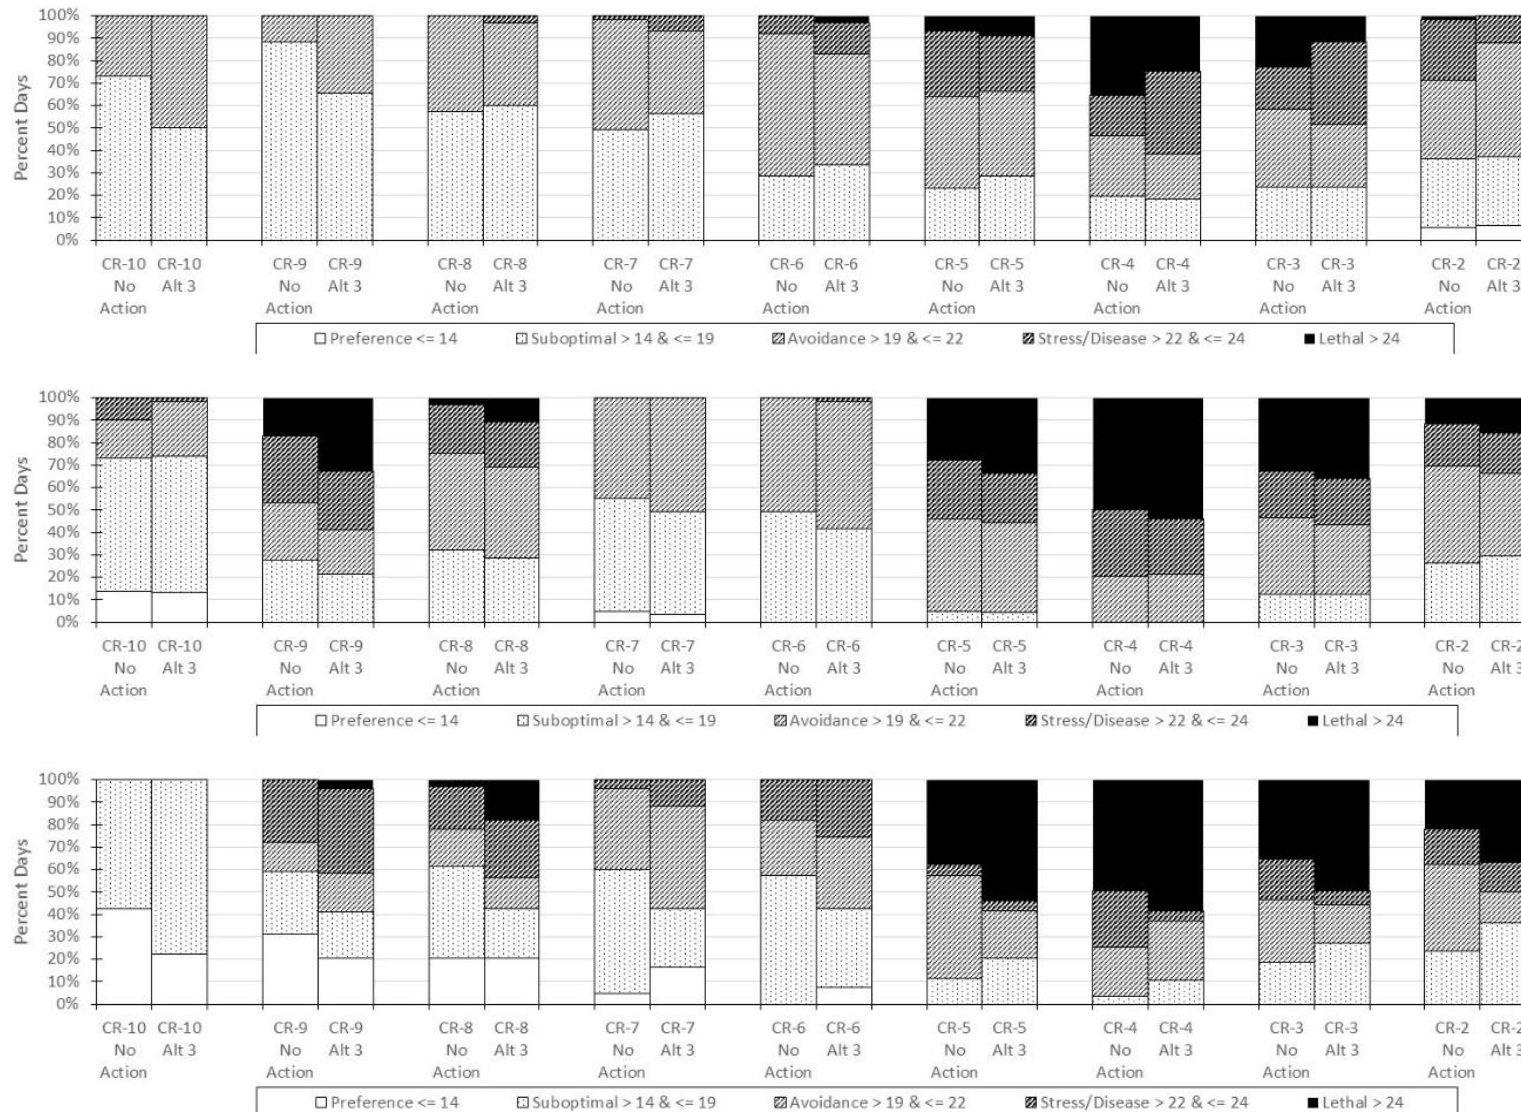 Percent Days
100%
90%
80%
70%
60%
50%
40%
30%
20%
10%
0%
CR-10 CR-10 CR-9 CR-9 CR-8 CR-8 CR-7 CR-7 CR-6 CR-6 CR-5 CR-5 CR-4 CR-4 CR-3 CR-3 CR-2 CR-2
No Alt 3 No Alt 3 No Alt 3 No Alt 3 No Alt 3 No Alt 3 No Alt 3 No Alt 3 No Alt 3
Action Action Action Action Action Action Action Action Action
Preference <= 14 Suboptimal > 14 & <= 19 Avoidance > 19 & <= 22 Stress/Disease > 22 & <= 24 Lethal > 24
Percent Days
100%
90%
80%
70%
60%
50%
40%
30%
20%
10%
0%
CR-10 CR-10 CR-9 CR-9 CR-8 CR-8 CR-7 CR-7 CR-6 CR-6 CR-5 CR-5 CR-4 CR-4 CR-3 CR-3 CR-2 CR-2
No Alt 3 No Alt 3 No Alt 3 No Alt 3 No Alt 3 No Alt 3 No Alt 3 No Alt 3 No Alt 3
Action Action Action Action Action Action Action Action Action
Preference <= 14 Suboptimal > 14 & <= 19 Avoidance > 19 & <= 22 Stress/Disease > 22 & <= 24 Lethal > 24
Percent Days
100%
90%
80%
70%
60%
50%
40%
30%
20%
10%
0%
CR-10 CR-10 CR-9 CR-9 CR-8 CR-8 CR-7 CR-7 CR-6 CR-6 CR-5 CR-5 CR-4 CR-4 CR-3 CR-3 CR-2 CR-2
No Alt 3 No Alt 3 No Alt 3 No Alt 3 No Alt 3 No Alt 3 No Alt 3 No Alt 3 No Alt 3
Action Action Action Action Action Action Action Action Action
Preference <= 14 Suboptimal > 14 & <= 19 Avoidance > 19 & <= 22 Stress/Disease > 22 & <= 24 Lethal > 24